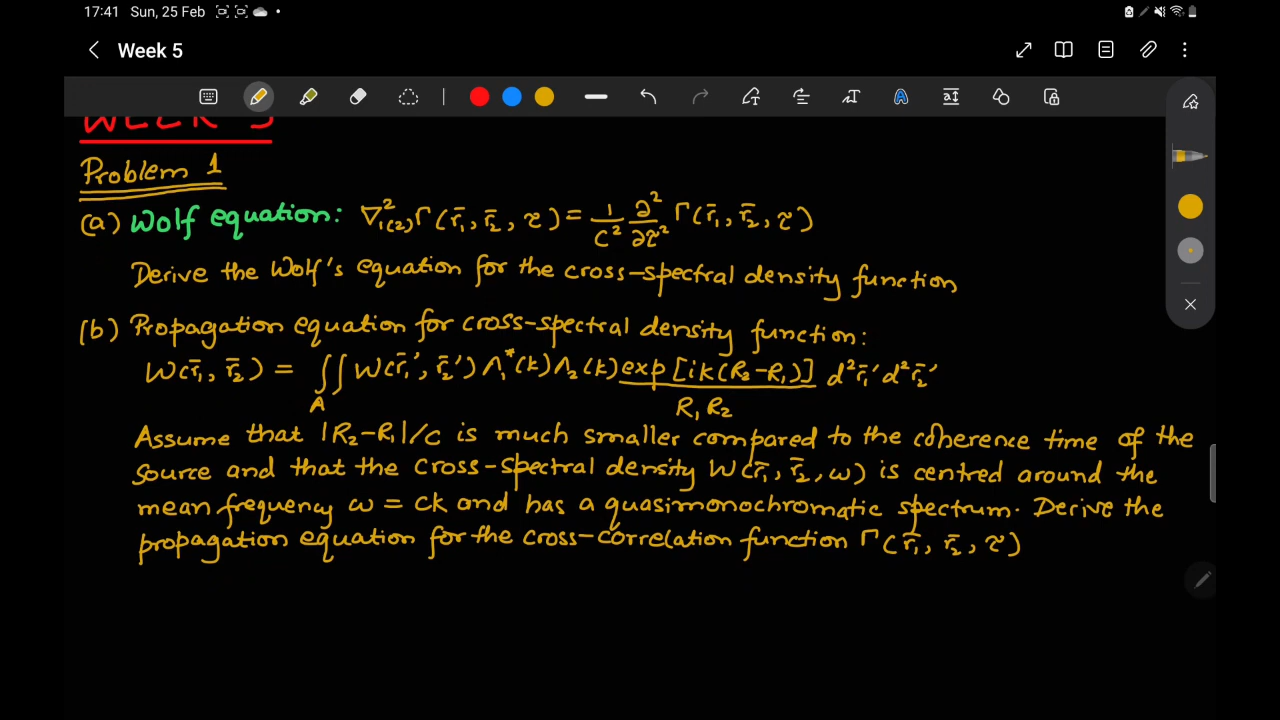 17:41 Sun, 25 Feb
Week 5
WEEK 5
Problem 1
(a) Wolf equation: ∇²₁₍₂₎Γ(r̄₁, r̄₂, τ) = 1/c² ∂²/∂τ² Γ(r̄₁, r̄₂, τ)
Derive the Wolf's equation for the cross-spectral density function
(b) Propagation equation for cross-spectral density function:
W(r̄₁, r̄₂) = ∫∫_A W(r̄₁', r̄₂') Λ₁*(k) Λ₂(k) exp[ik(R₂-R₁)] / R₁R₂ d²r̄₁' d²r̄₂'
Assume that |R₂-R₁|/c is much smaller compared to the coherence time of the
source and that the cross-spectral density W(r̄₁, r̄₂, ω) is centred around the
mean frequency ω = ck and has a quasimonochromatic spectrum. Derive the
propagation equation for the cross-correlation function Γ(r̄₁, r̄₂, τ)